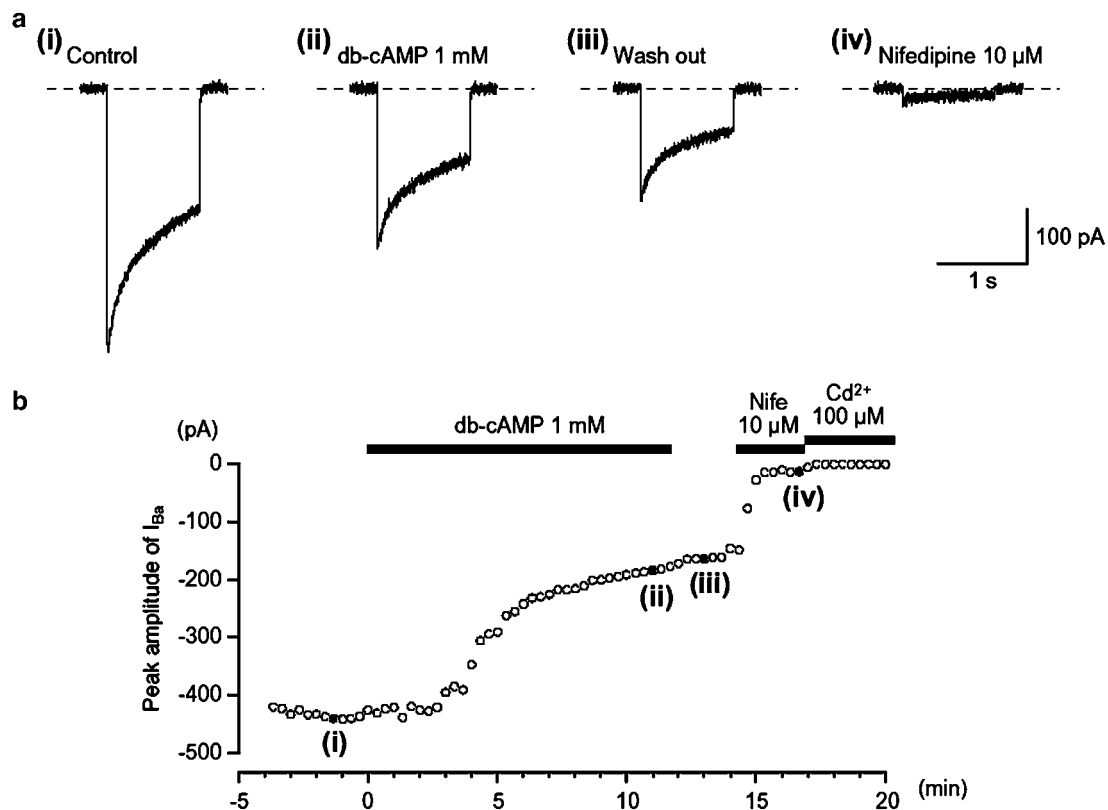 a
(i) Control
(ii) db-cAMP 1 mM
(iii) Wash out
(iv) Nifedipine 10 µM
100 pA
1 s
b
(pA)
db-cAMP 1 mM
Nife
10 µM
Cd²⁺
100 µM
Peak amplitude of I_Ba
0
-100
-200
-300
-400
-500
(i)
(ii)
(iii)
(iv)
-5 0 5 10 15 20 (min)